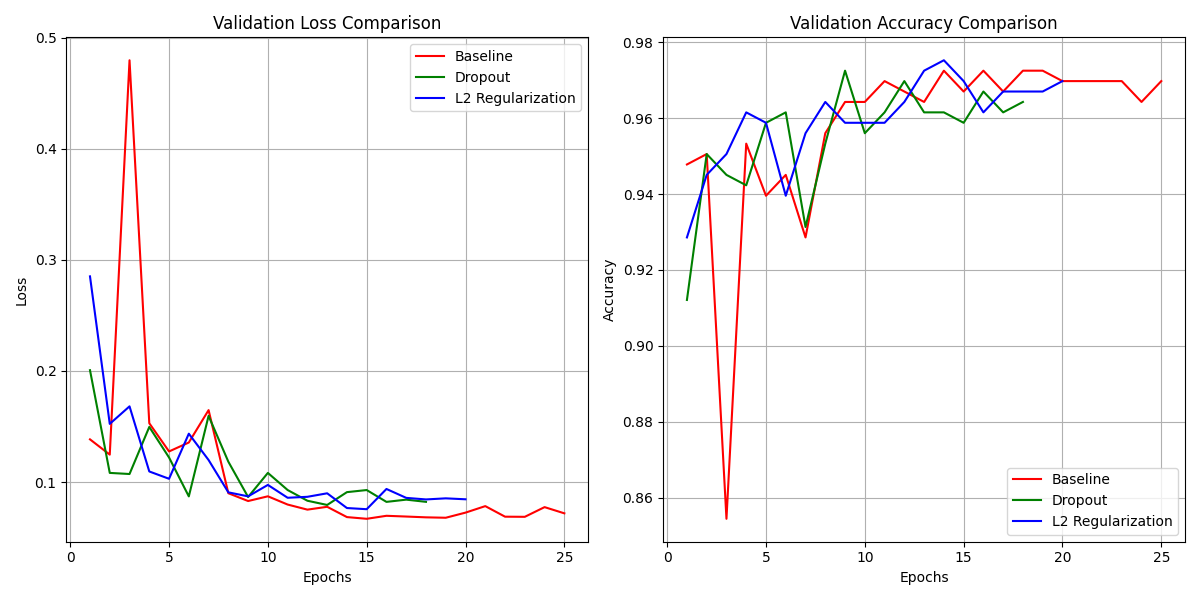 Validation Loss Comparison
0.5
0.4
0.3
0.2
0.1
Loss
Baseline
Dropout
L2 Regularization
0 5 10 15 20 25
Epochs
Validation Accuracy Comparison
0.98
0.96
0.94
0.92
0.90
0.88
0.86
Accuracy
Baseline
Dropout
L2 Regularization
0 5 10 15 20 25
Epochs